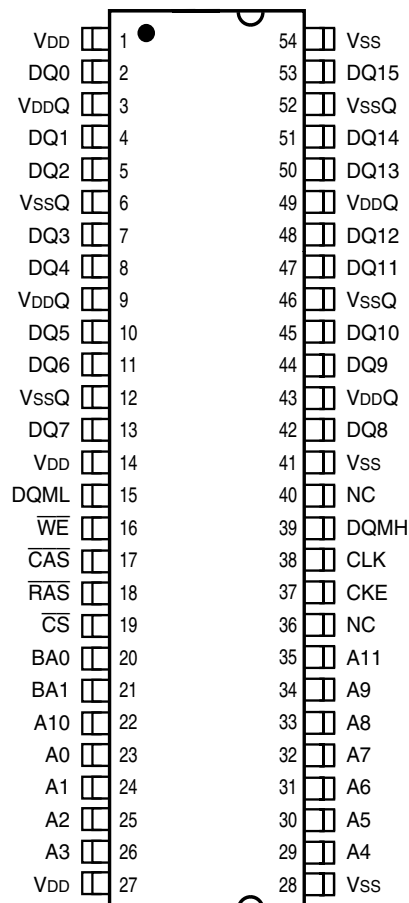 VDD 1 54 VSS
DQ0 2 53 DQ15
VDDQ 3 52 VSSQ
DQ1 4 51 DQ14
DQ2 5 50 DQ13
VSSQ 6 49 VDDQ
DQ3 7 48 DQ12
DQ4 8 47 DQ11
VDDQ 9 46 VSSQ
DQ5 10 45 DQ10
DQ6 11 44 DQ9
VSSQ 12 43 VDDQ
DQ7 13 42 DQ8
VDD 14 41 VSS
DQML 15 40 NC
W̅E̅ 16 39 DQMH
C̅A̅S̅ 17 38 CLK
R̅A̅S̅ 18 37 CKE
C̅S̅ 19 36 NC
BA0 20 35 A11
BA1 21 34 A9
A10 22 33 A8
A0 23 32 A7
A1 24 31 A6
A2 25 30 A5
A3 26 29 A4
VDD 27 28 VSS